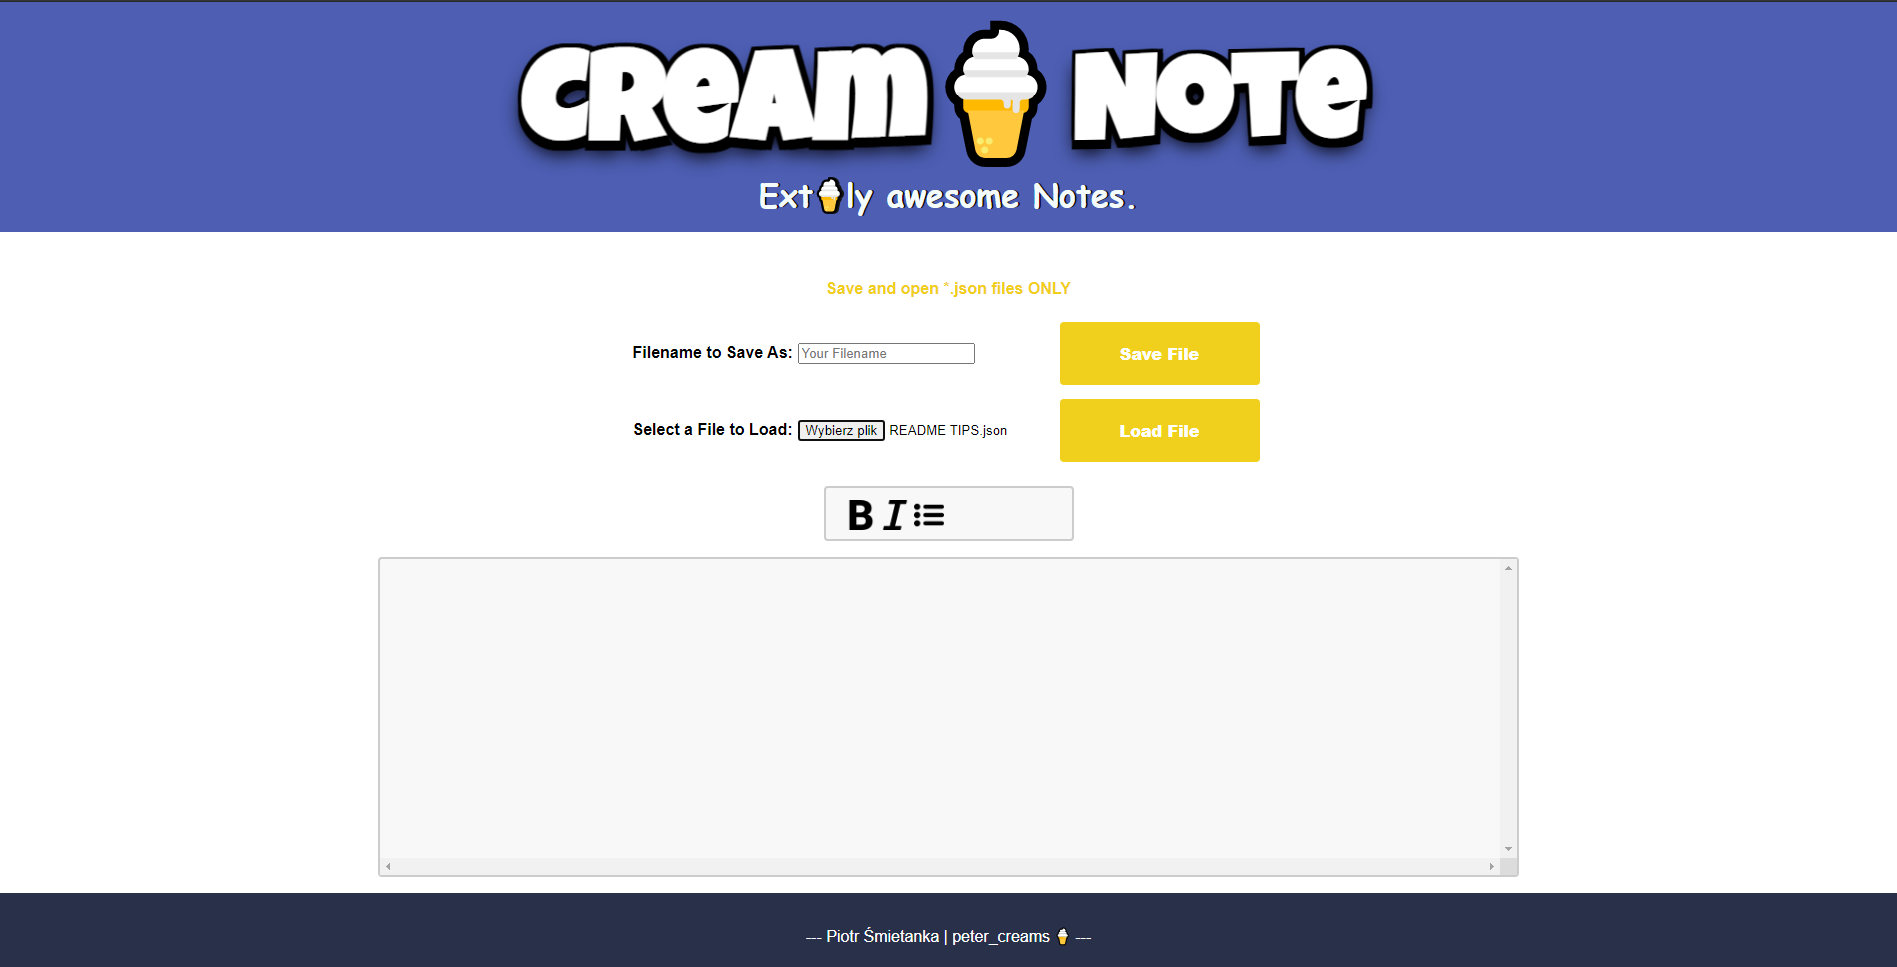 CREAM NOTE
Ext🍦ly awesome Notes.
Save and open *.json files ONLY
Filename to Save As: Your Filename Save File
Select a File to Load: Wybierz plik README TIPS.json Load File
B I
--- Piotr Śmietanka | peter_creams 🍦 ---